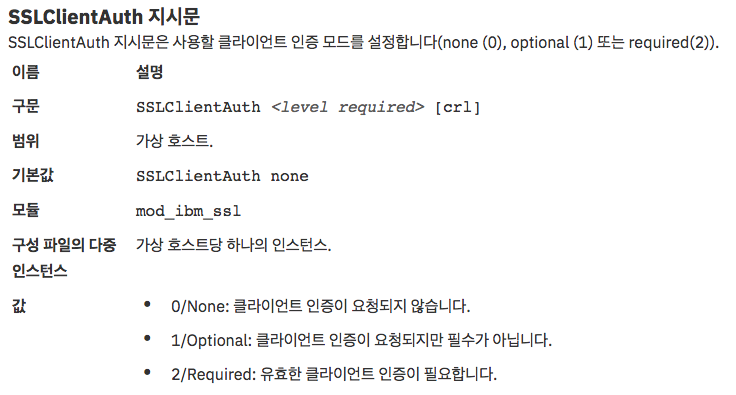 SSLClientAuth 지시문
SSLClientAuth 지시문은 사용할 클라이언트 인증 모드를 설정합니다(none (0), optional (1) 또는 required(2)).
이름 설명
구문 SSLClientAuth <level required> [crl]
범위 가상 호스트.
기본값 SSLClientAuth none
모듈 mod_ibm_ssl
구성 파일의 다중 가상 호스트당 하나의 인스턴스.
인스턴스
값 • 0/None: 클라이언트 인증이 요청되지 않습니다.
• 1/Optional: 클라이언트 인증이 요청되지만 필수가 아닙니다.
• 2/Required: 유효한 클라이언트 인증이 필요합니다.